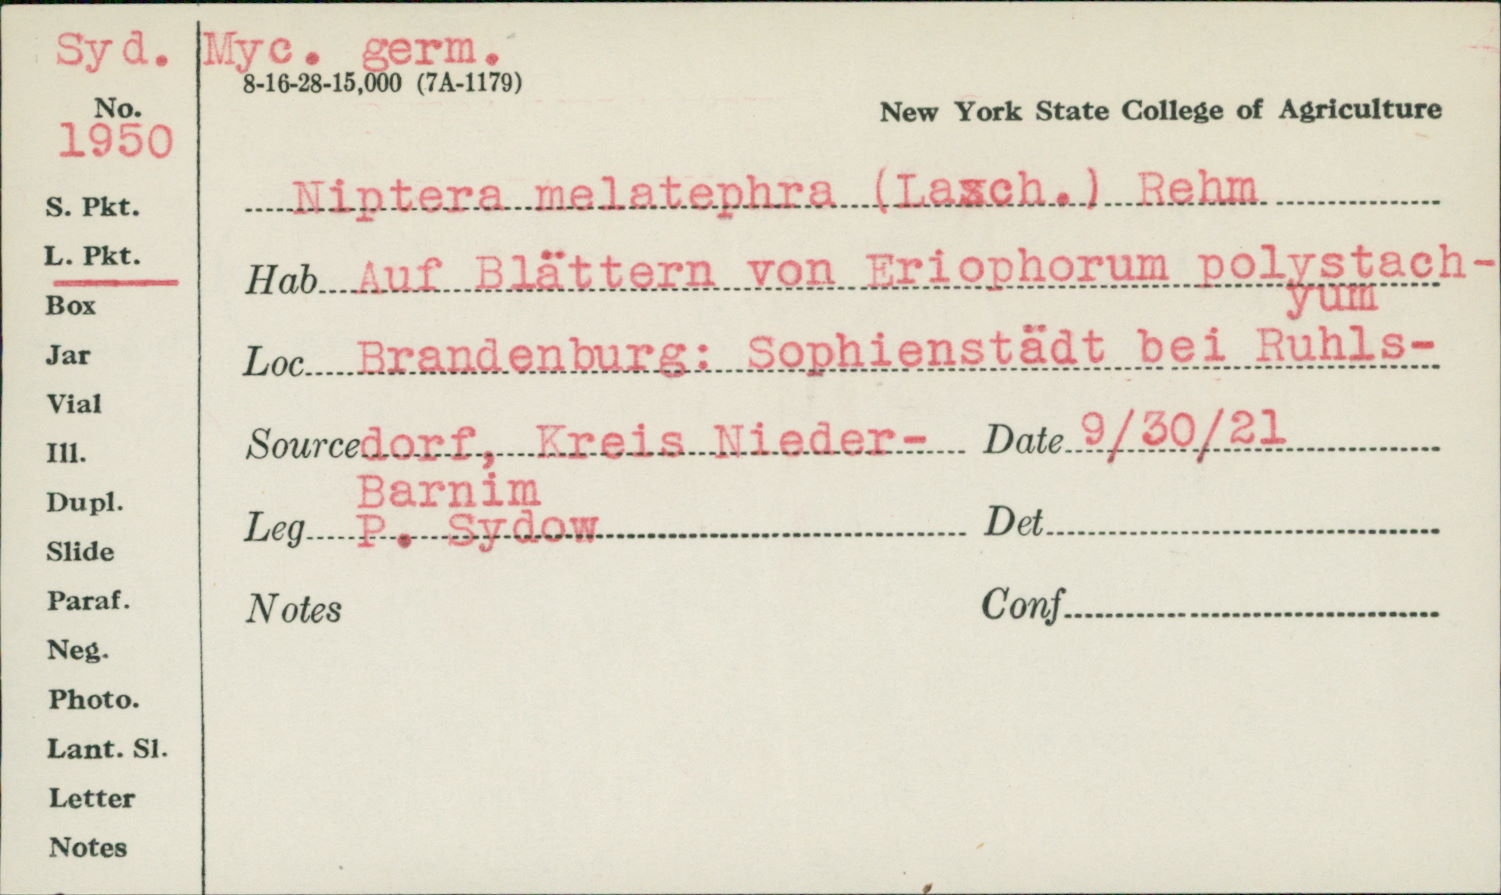 Syd. Myc. germ.
8-16-28-15,000 (7A-1179)
No.
1950
New York State College of Agriculture
S. Pkt.
Niptera melatephra (Lasch.) Rehm
L. Pkt.
Hab. Auf Blättern von Eriophorum polystach-
yum
Box
Jar
Loc. Brandenburg: Sophienstädt bei Ruhls-
Vial
Ill.
Source dorf, Kreis Nieder- Date 9/30/21
Barnim
Dupl.
Leg. P. Sydow Det.
Slide
Paraf.
Notes Conf.
Neg.
Photo.
Lant. Sl.
Letter
Notes